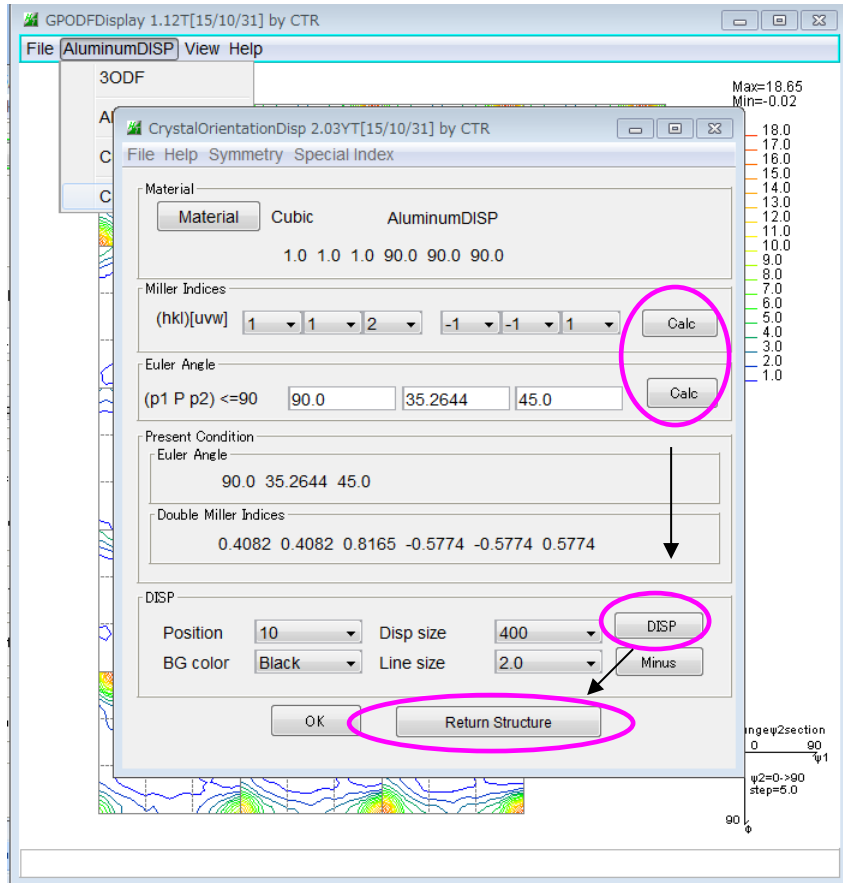 GPODFDisplay 1.12T[15/10/31] by CTR
File AluminumDISP View Help
3ODF
Max=18.65
Min=-0.02
CrystalOrientationDisp 2.03YT[15/10/31] by CTR
File Help Symmetry Special Index
Material
Material Cubic AluminumDISP
1.0 1.0 1.0 90.0 90.0 90.0
Miller Indices
(hkl)[uvw] 1 1 2 -1 -1 1 Calc
Euler Angle
(p1 P p2) <=90 90.0 35.2644 45.0 Calc
Present Condition
Euler Angle
90.0 35.2644 45.0
Double Miller Indices
0.4082 0.4082 0.8165 -0.5774 -0.5774 0.5774
DISP
Position 10 Disp size 400 DISP
BG color Black Line size 2.0 Minus
OK Return Structure
18.0
17.0
16.0
15.0
14.0
13.0
12.0
11.0
10.0
9.0
8.0
7.0
6.0
5.0
4.0
3.0
2.0
1.0
ungeψ2section
0 90
ψ1
ψ2=0->90
step=5.0
90
Φ